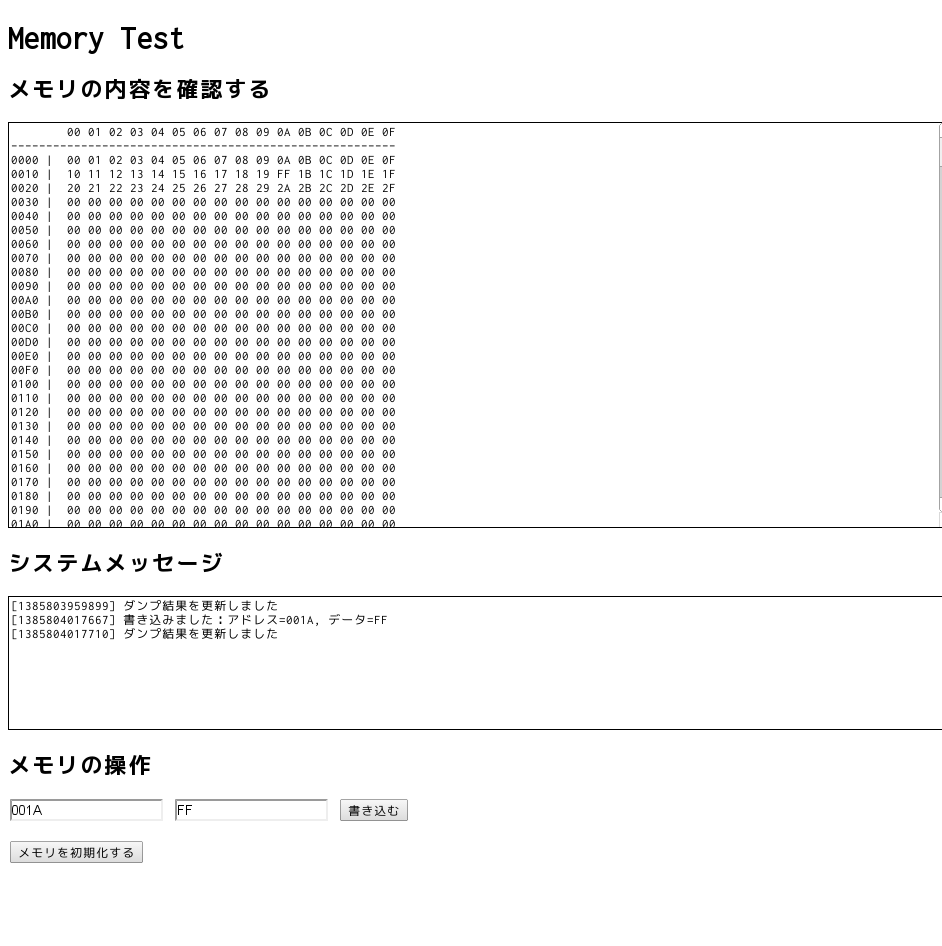 Memory Test
メモリの内容を確認する
00 01 02 03 04 05 06 07 08 09 0A 0B 0C 0D 0E 0F
-------------------------------------------------------
0000 | 00 01 02 03 04 05 06 07 08 09 0A 0B 0C 0D 0E 0F
0010 | 10 11 12 13 14 15 16 17 18 19 FF 1B 1C 1D 1E 1F
0020 | 20 21 22 23 24 25 26 27 28 29 2A 2B 2C 2D 2E 2F
0030 | 00 00 00 00 00 00 00 00 00 00 00 00 00 00 00 00
0040 | 00 00 00 00 00 00 00 00 00 00 00 00 00 00 00 00
0050 | 00 00 00 00 00 00 00 00 00 00 00 00 00 00 00 00
0060 | 00 00 00 00 00 00 00 00 00 00 00 00 00 00 00 00
0070 | 00 00 00 00 00 00 00 00 00 00 00 00 00 00 00 00
0080 | 00 00 00 00 00 00 00 00 00 00 00 00 00 00 00 00
0090 | 00 00 00 00 00 00 00 00 00 00 00 00 00 00 00 00
00A0 | 00 00 00 00 00 00 00 00 00 00 00 00 00 00 00 00
00B0 | 00 00 00 00 00 00 00 00 00 00 00 00 00 00 00 00
00C0 | 00 00 00 00 00 00 00 00 00 00 00 00 00 00 00 00
00D0 | 00 00 00 00 00 00 00 00 00 00 00 00 00 00 00 00
00E0 | 00 00 00 00 00 00 00 00 00 00 00 00 00 00 00 00
00F0 | 00 00 00 00 00 00 00 00 00 00 00 00 00 00 00 00
0100 | 00 00 00 00 00 00 00 00 00 00 00 00 00 00 00 00
0110 | 00 00 00 00 00 00 00 00 00 00 00 00 00 00 00 00
0120 | 00 00 00 00 00 00 00 00 00 00 00 00 00 00 00 00
0130 | 00 00 00 00 00 00 00 00 00 00 00 00 00 00 00 00
0140 | 00 00 00 00 00 00 00 00 00 00 00 00 00 00 00 00
0150 | 00 00 00 00 00 00 00 00 00 00 00 00 00 00 00 00
0160 | 00 00 00 00 00 00 00 00 00 00 00 00 00 00 00 00
0170 | 00 00 00 00 00 00 00 00 00 00 00 00 00 00 00 00
0180 | 00 00 00 00 00 00 00 00 00 00 00 00 00 00 00 00
0190 | 00 00 00 00 00 00 00 00 00 00 00 00 00 00 00 00
01A0 | 00 00 00 00 00 00 00 00 00 00 00 00 00 00 00 00
システムメッセージ
[1385803959899] ダンプ結果を更新しました
[1385804017667] 書き込みました：アドレス=001A, データ=FF
[1385804017710] ダンプ結果を更新しました
メモリの操作
001A FF 書き込む
メモリを初期化する